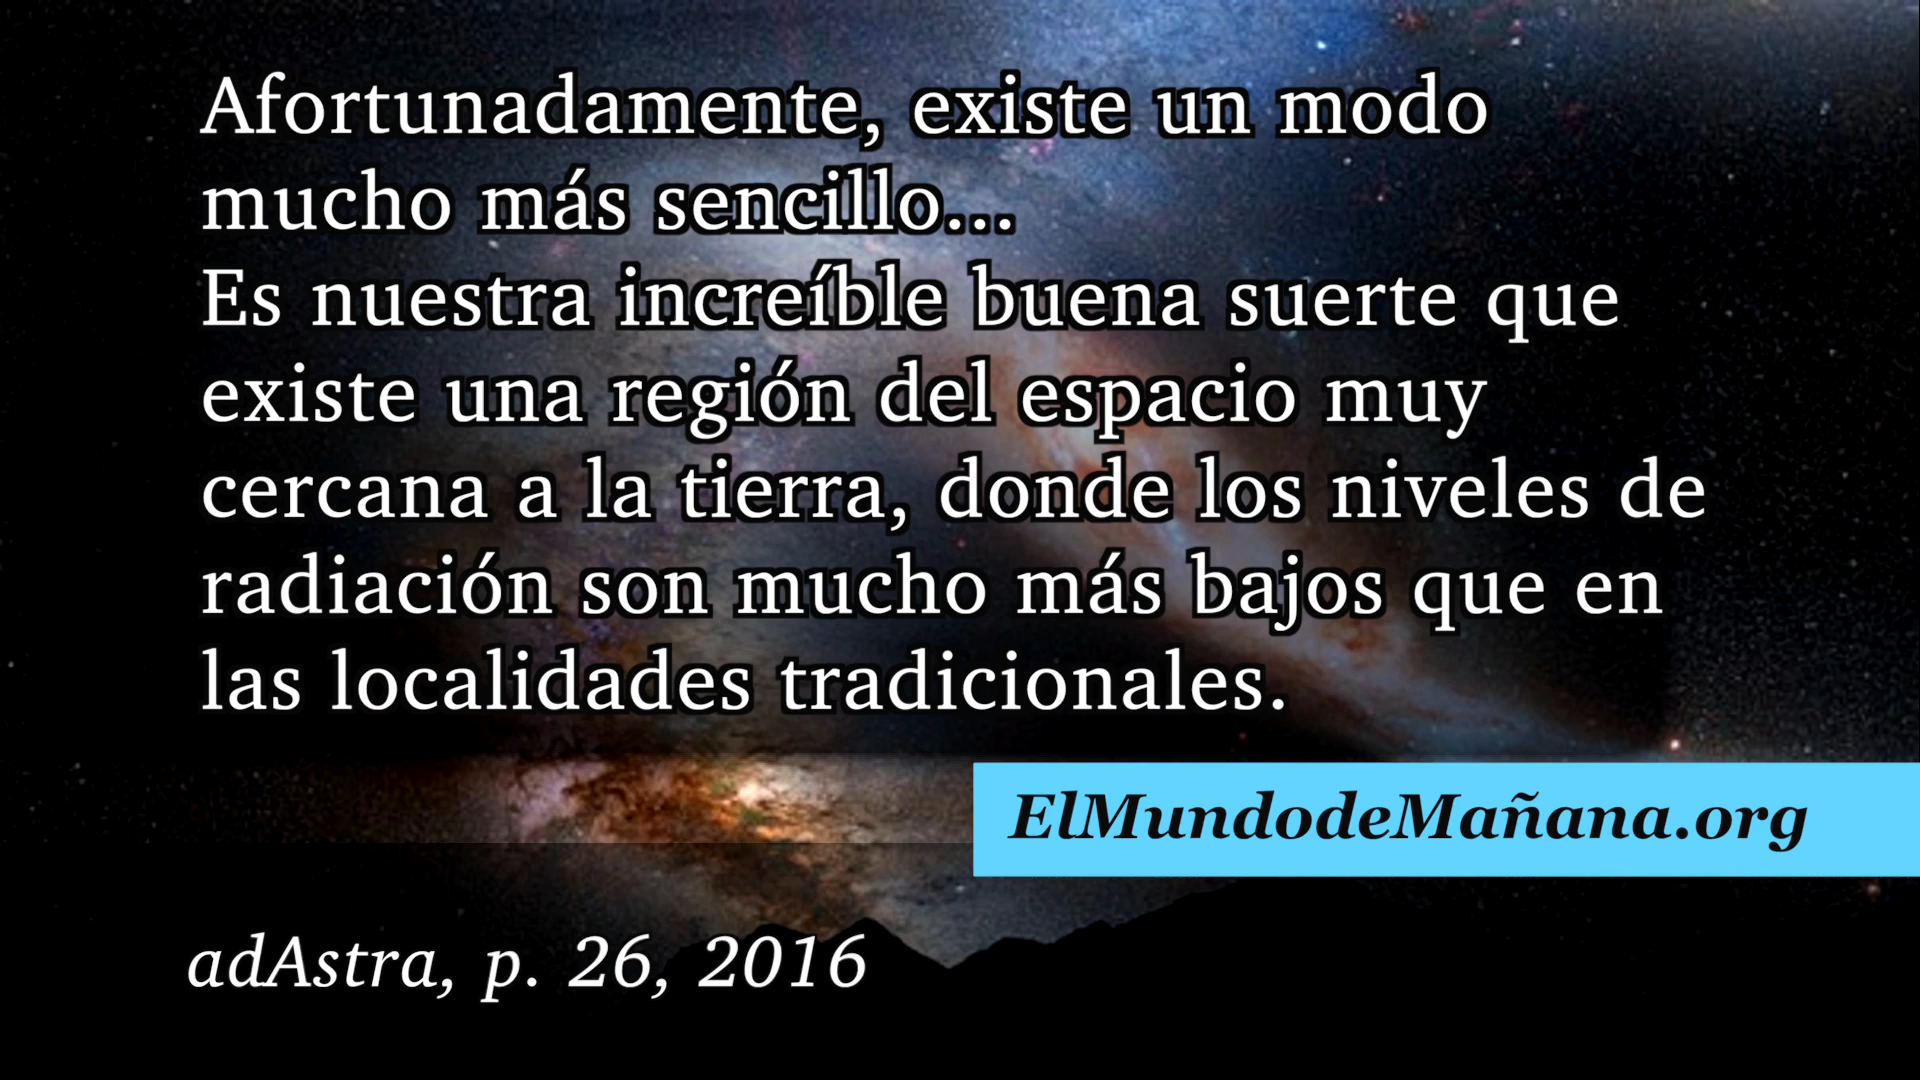 Afortunadamente, existe un modo
mucho más sencillo...
Es nuestra increíble buena suerte que
existe una región del espacio muy
cercana a la tierra, donde los niveles de
radiación son mucho más bajos que en
las localidades tradicionales.
ElMundodeMañana.org
adAstra, p. 26, 2016